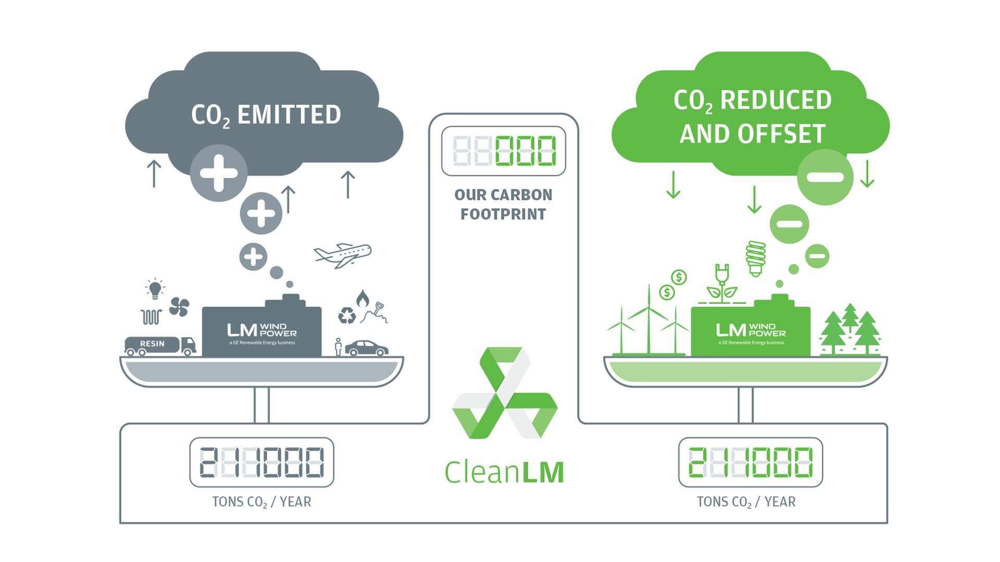 CO₂ EMITTED
000
OUR CARBON
FOOTPRINT
CO₂ REDUCED
AND OFFSET
RESIN
LM WIND
POWER
a GE Renewable Energy business
$
$
LM WIND
POWER
a GE Renewable Energy business
CleanLM
211000
TONS CO₂ / YEAR
211000
TONS CO₂ / YEAR